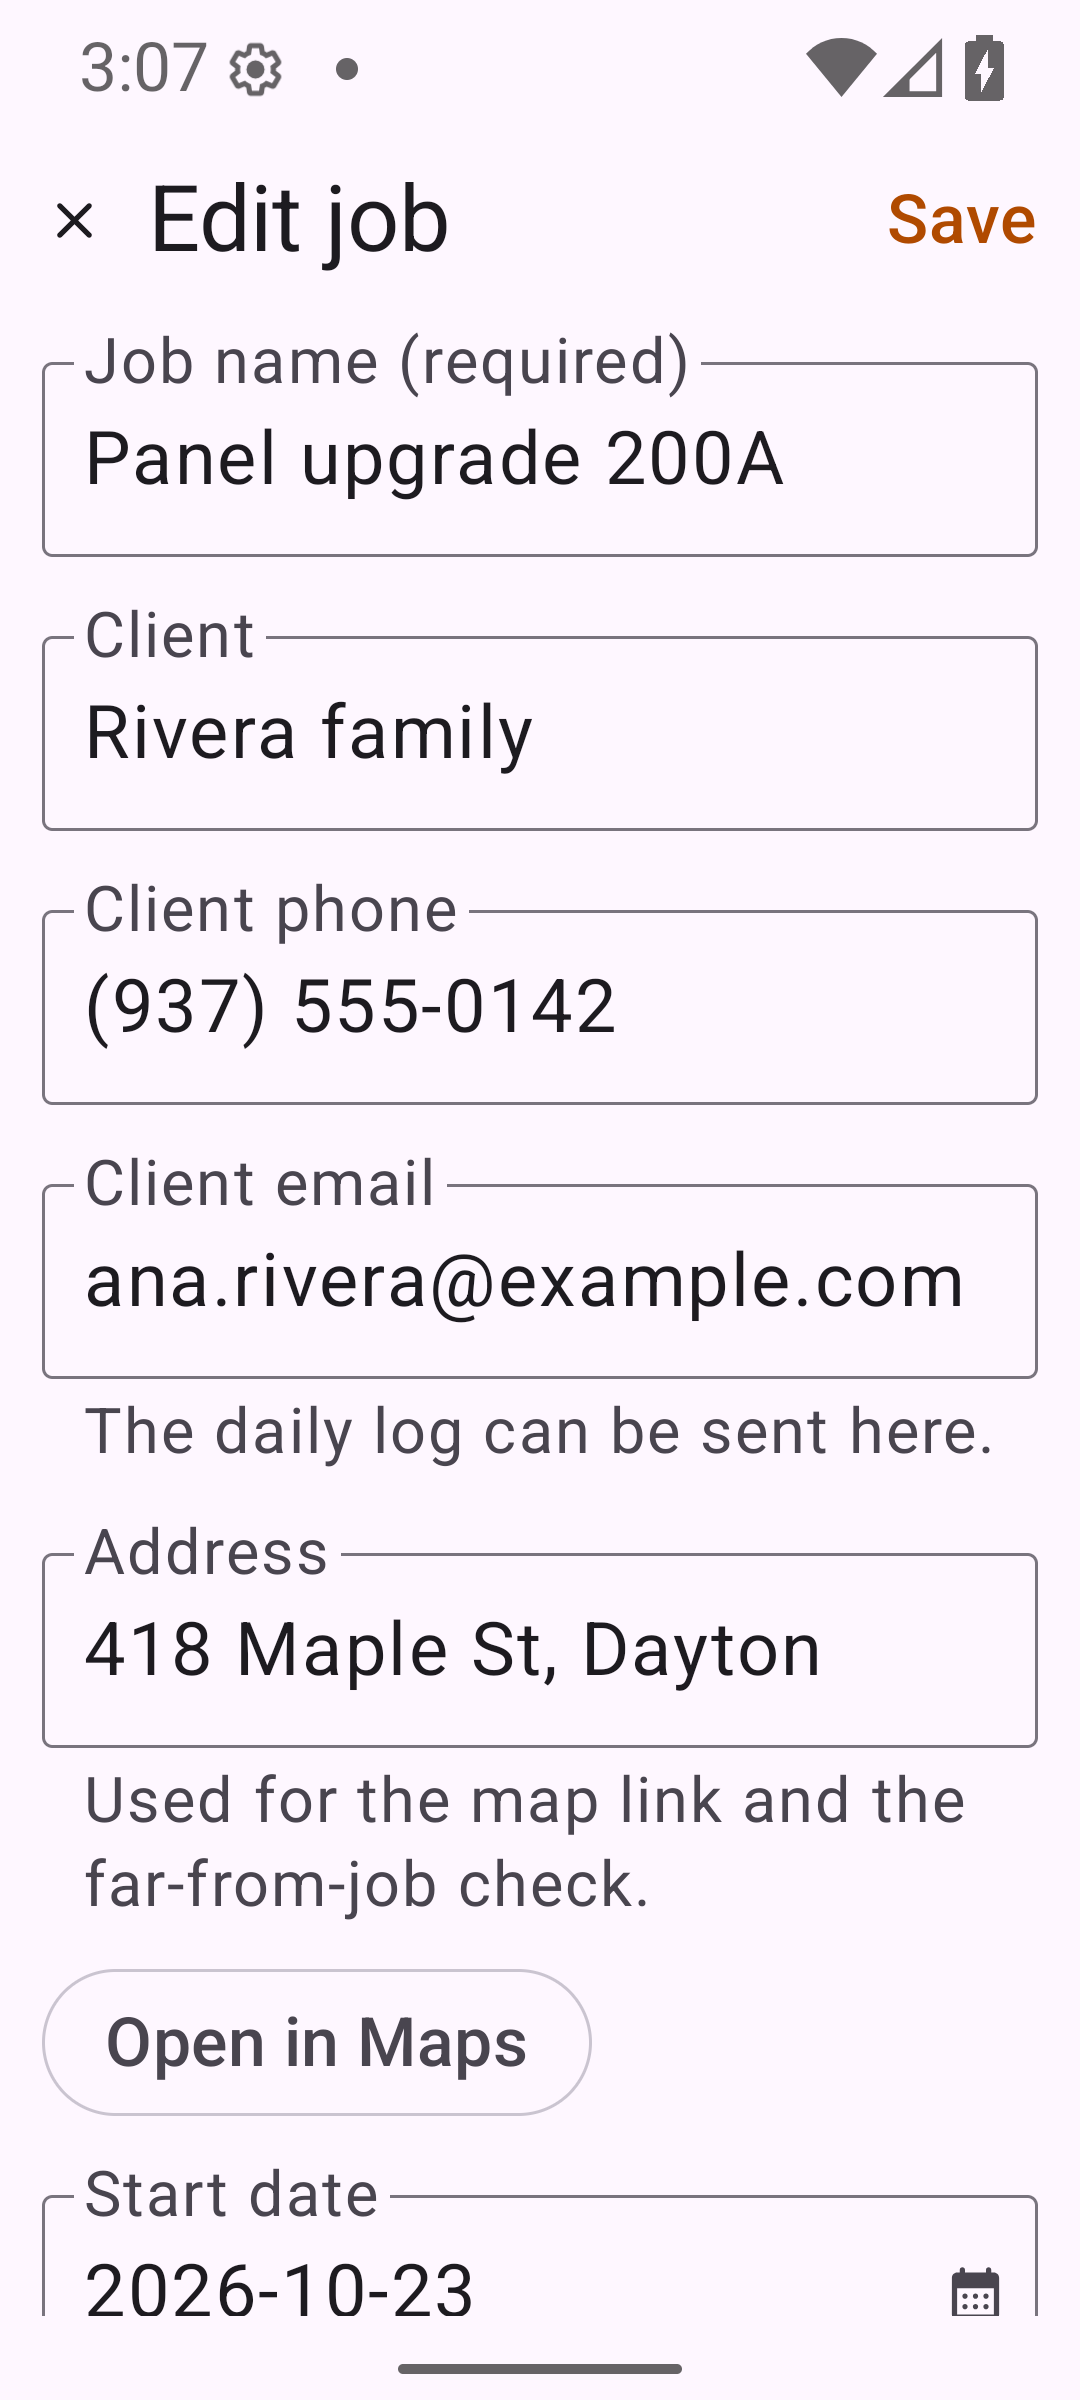 3:07
Edit job
Save
Job name (required)
Panel upgrade 200A
Client
Rivera family
Client phone
(937) 555-0142
Client email
ana.rivera@example.com
The daily log can be sent here.
Address
418 Maple St, Dayton
Used for the map link and the
far-from-job check.
Open in Maps
Start date
2026-10-23